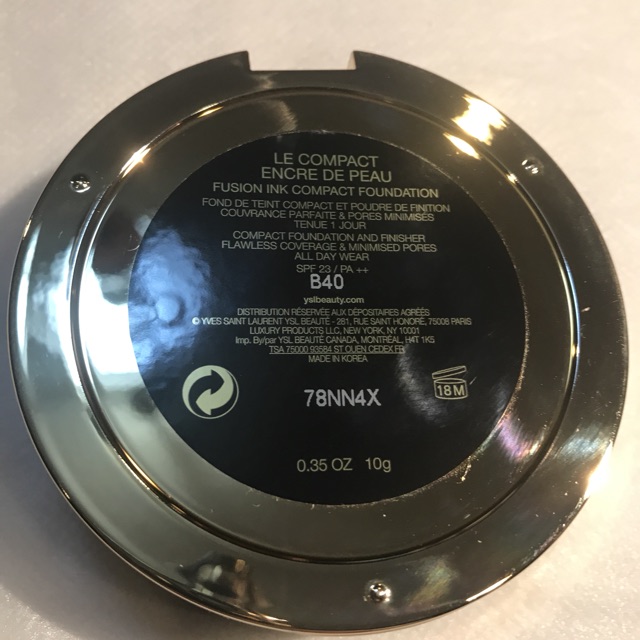 LE COMPACT
ENCRE DE PEAU
FUSION INK COMPACT FOUNDATION
FOND DE TEINT COMPACT ET POUDRE DE FINITION
COUVRANCE PARFAITE & PORES MINIMISÉS
TENUE 1 JOUR
COMPACT FOUNDATION AND FINISHER
FLAWLESS COVERAGE & MINIMISED PORES
ALL DAY WEAR
SPF 23 / PA ++
B40
yslbeauty.com
DISTRIBUTION RÉSERVÉE AUX DÉPOSITAIRES AGRÉÉS
© YVES SAINT LAURENT YSL BEAUTÉ - 281, RUE SAINT HONORÉ, 75008 PARIS
LUXURY PRODUCTS LLC, NEW YORK, NY 10001
Imp. By/par YSL BEAUTÉ CANADA, MONTRÉAL, H4T 1K5
TSA 75000 93584 ST OUEN CEDEX FR
MADE IN KOREA
78NN4X
18 M
0.35 OZ 10g